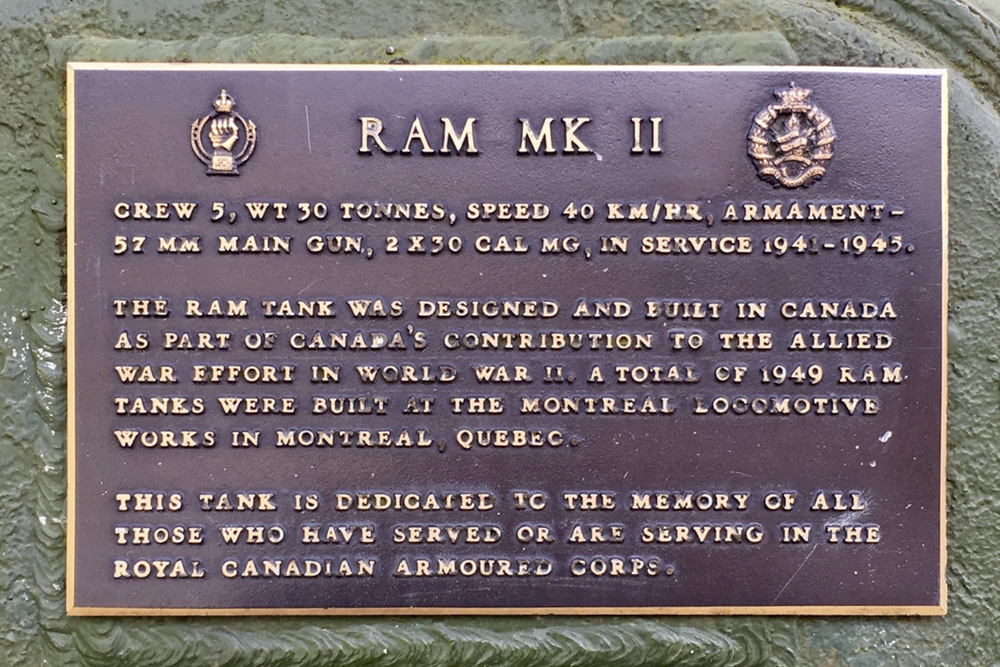 RAM MK II
CREW 5, WT 30 TONNES, SPEED 40 KM/HR, ARMAMENT-
57 MM MAIN GUN, 2 X30 CAL MG, IN SERVICE 1941-1945.
THE RAM TANK WAS DESIGNED AND BUILT IN CANADA
AS PART OF CANADA'S CONTRIBUTION TO THE ALLIED
WAR EFFORT IN WORLD WAR II. A TOTAL OF 1949 RAM
TANKS WERE BUILT AT THE MONTREAL LOCOMOTIVE
WORKS IN MONTREAL, QUEBEC.
THIS TANK IS DEDICATED TO THE MEMORY OF ALL
THOSE WHO HAVE SERVED OR ARE SERVING IN THE
ROYAL CANADIAN ARMOURED CORPS.